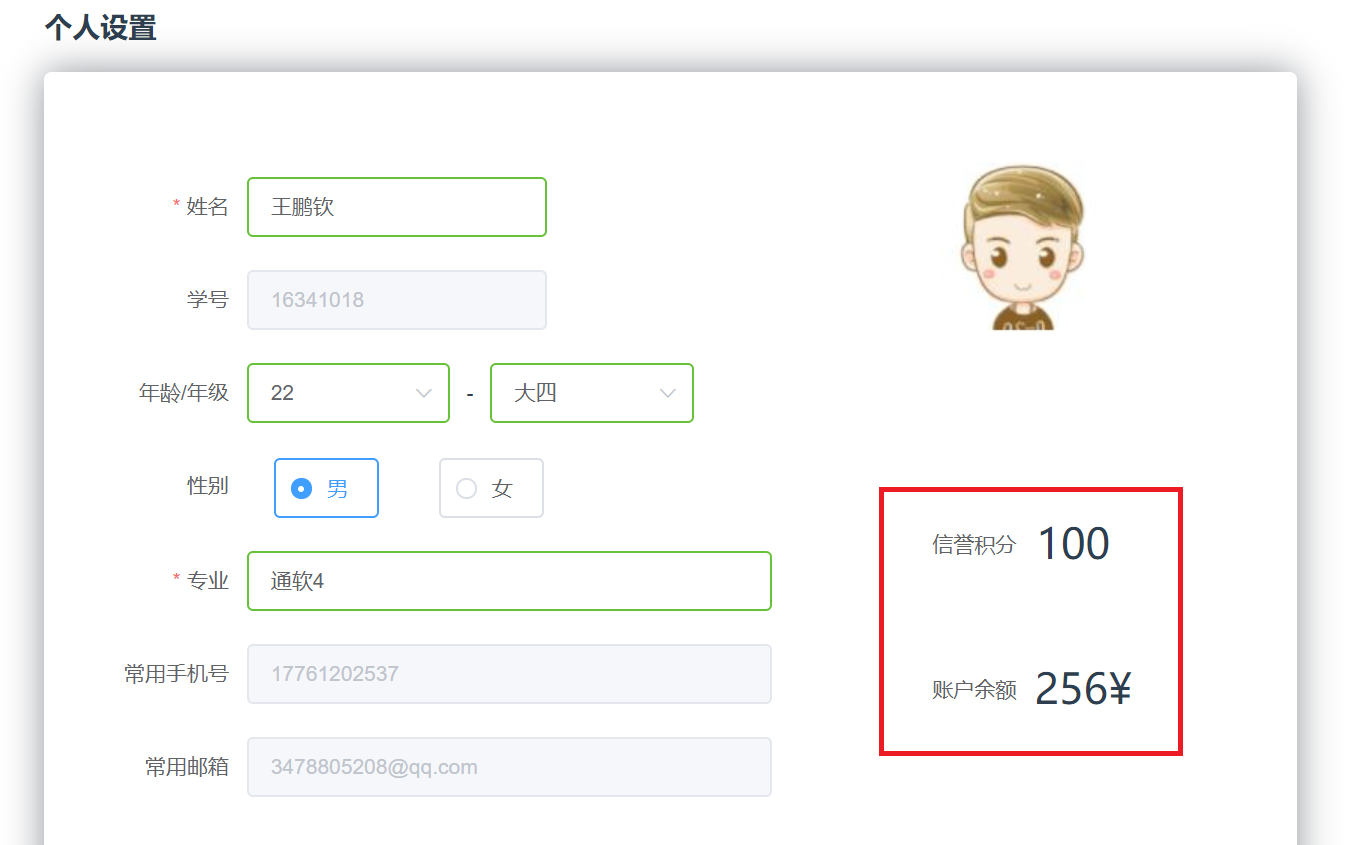 个人设置
* 姓名 王鹏钦
学号 16341018
年龄/年级 22 - 大四
性别 男 女
* 专业 通软4
常用手机号 17761202537
常用邮箱 3478805208@qq.com
信誉积分 100
账户余额 256¥